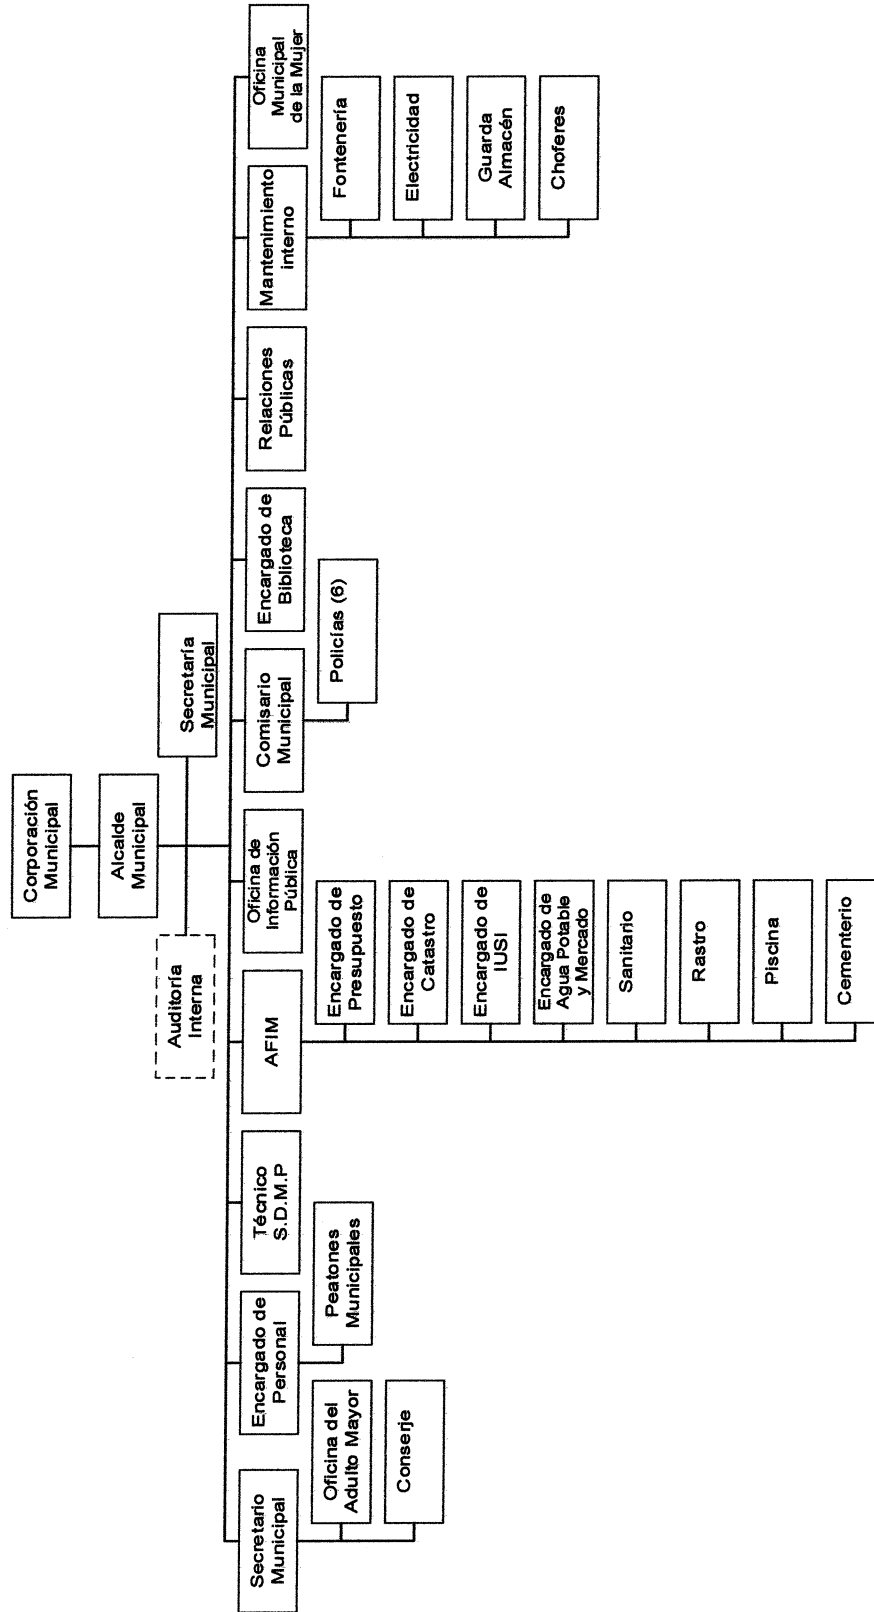 Corporación
Municipal
Alcalde
Municipal
Auditoría
Interna
Secretaría
Municipal
Secretario
Municipal
Encargado de
Personal
Técnico
S.D.M.P
AFIM
Oficina de
Información
Pública
Comisario
Municipal
Encargado de
Biblioteca
Relaciones
Públicas
Mantenimiento
interno
Oficina
Municipal
de la Mujer
Oficina del
Adulto Mayor
Conserje
Peatones
Municipales
Encargado de
Presupuesto
Encargado de
Catastro
Encargado de
IUSI
Encargado de
Agua Potable
y Mercado
Sanitario
Rastro
Piscina
Cementerio
Policías (6)
Fontenería
Electricidad
Guarda
Almacén
Choferes